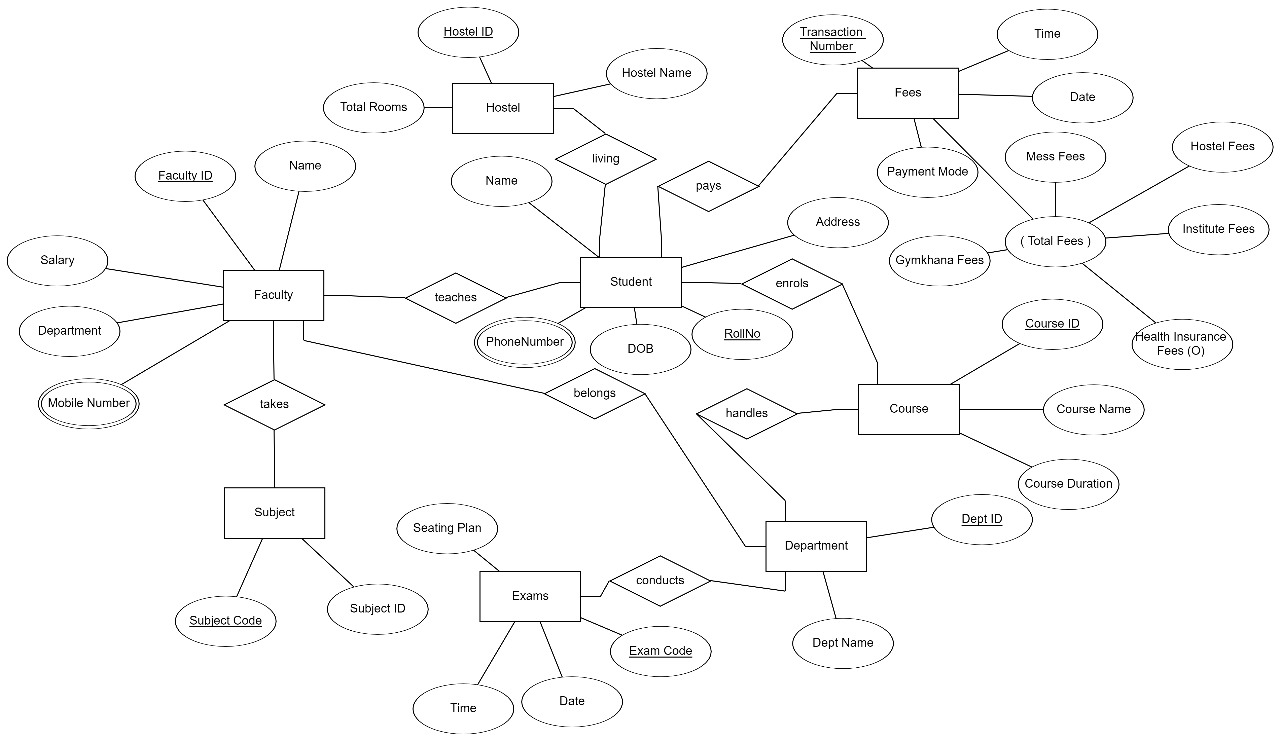 Hostel ID
Transaction
Number
Time
Hostel Name
Fees
Date
Total Rooms
Hostel
living
Mess Fees
Hostel Fees
Faculty ID
Name
Name
pays
Payment Mode
Address
( Total Fees )
Institute Fees
Salary
Gymkhana Fees
Faculty
teaches
Student
enrols
Department
PhoneNumber
DOB
RollNo
Course ID
Health Insurance
Fees (O)
Mobile Number
takes
belongs
handles
Course
Course Name
Course Duration
Subject
Seating Plan
Department
Dept ID
Exams
conducts
Subject Code
Subject ID
Exam Code
Dept Name
Time
Date